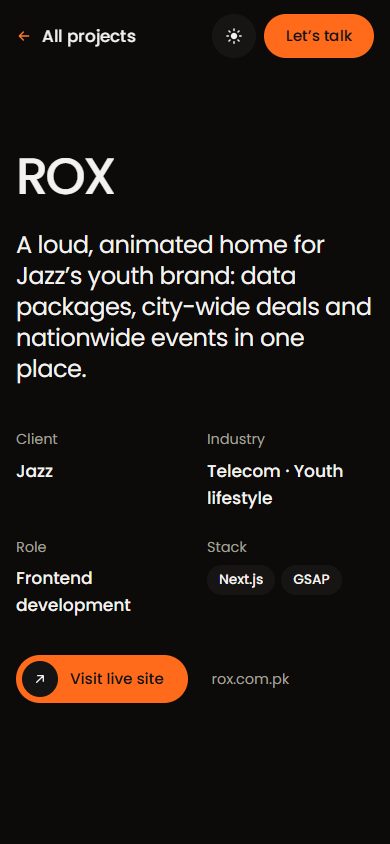 All projects
Let's talk
ROX
A loud, animated home for
Jazz's youth brand: data
packages, city-wide deals and
nationwide events in one
place.
Client
Jazz
Industry
Telecom · Youth
lifestyle
Role
Frontend
development
Stack
Next.js
GSAP
Visit live site
rox.com.pk